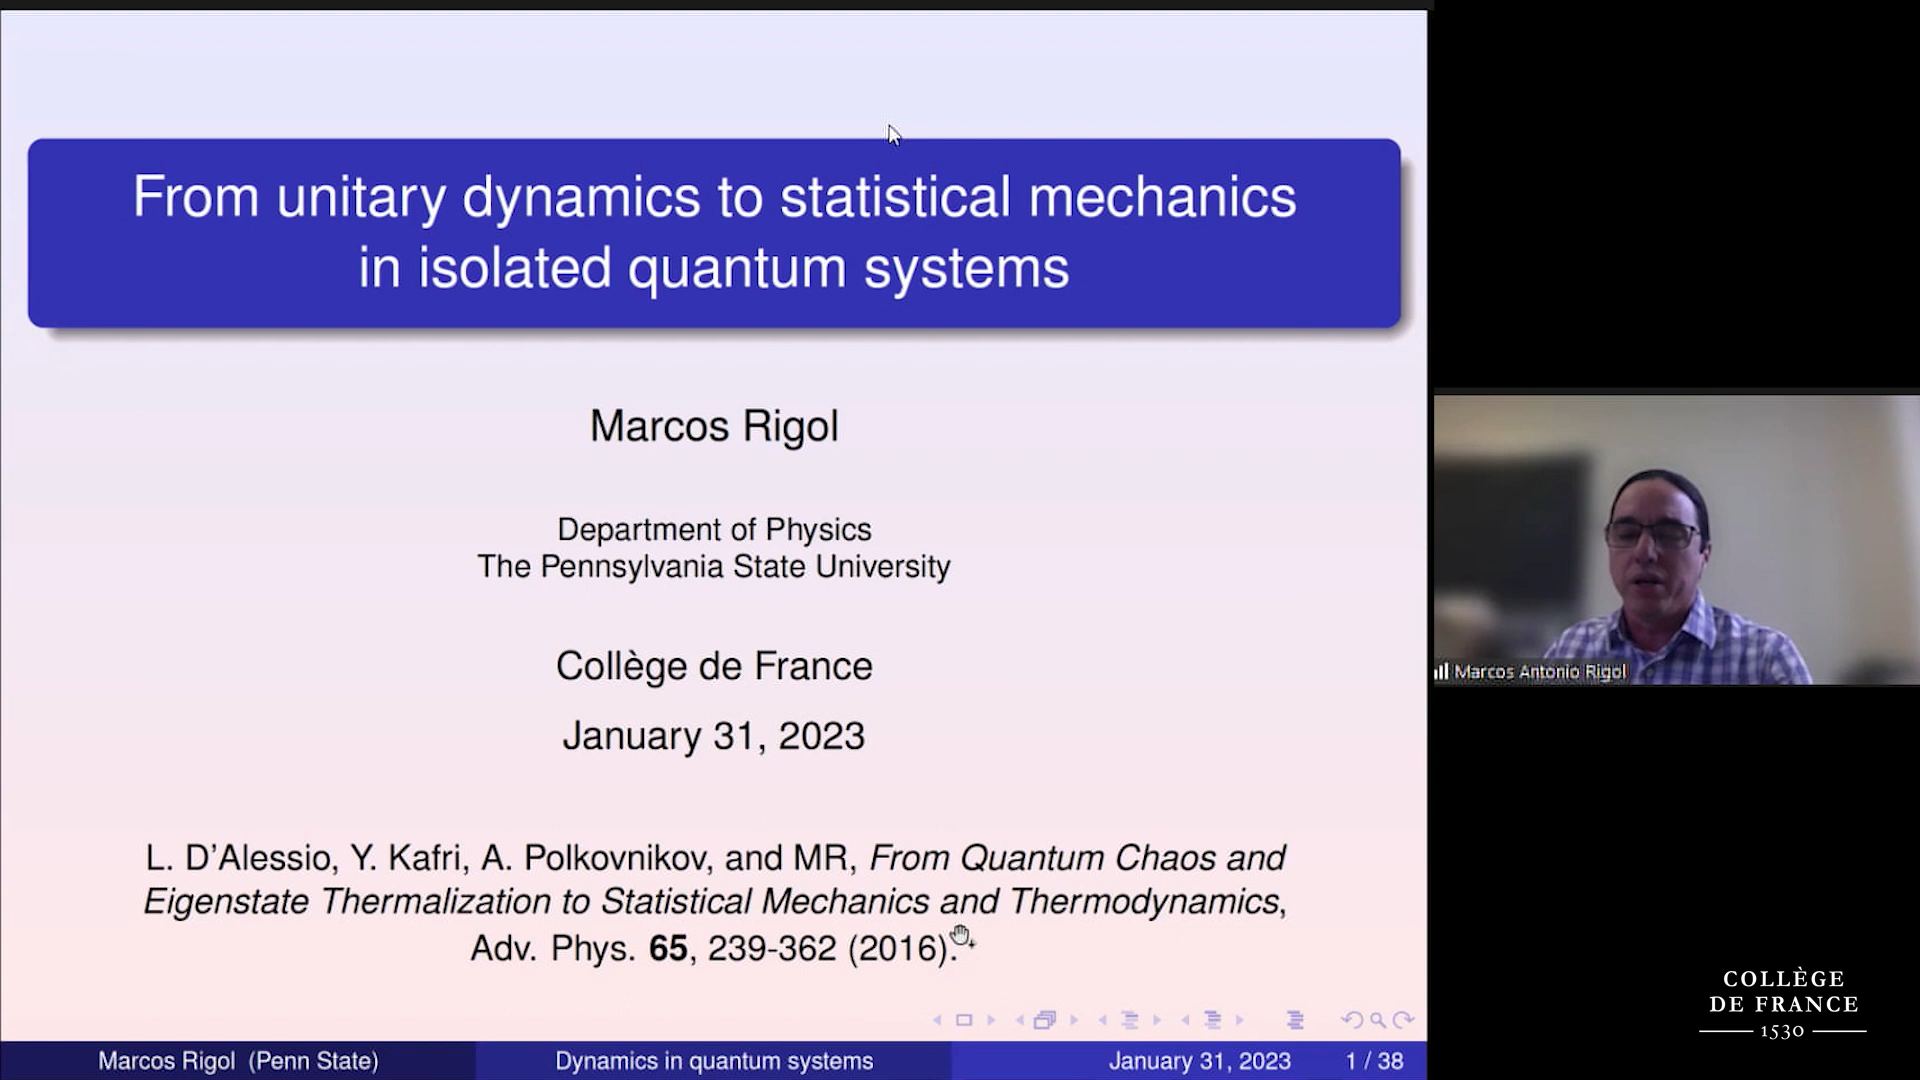 From unitary dynamics to statistical mechanics
in isolated quantum systems
Marcos Rigol
Department of Physics
The Pennsylvania State University
Collège de France
January 31, 2023
L. D'Alessio, Y. Kafri, A. Polkovnikov, and MR, From Quantum Chaos and
Eigenstate Thermalization to Statistical Mechanics and Thermodynamics,
Adv. Phys. 65, 239-362 (2016).
Marcos Rigol (Penn State) Dynamics in quantum systems January 31, 2023 1 / 38
Marcos Antonio Rigol
COLLÈGE
DE FRANCE
1530